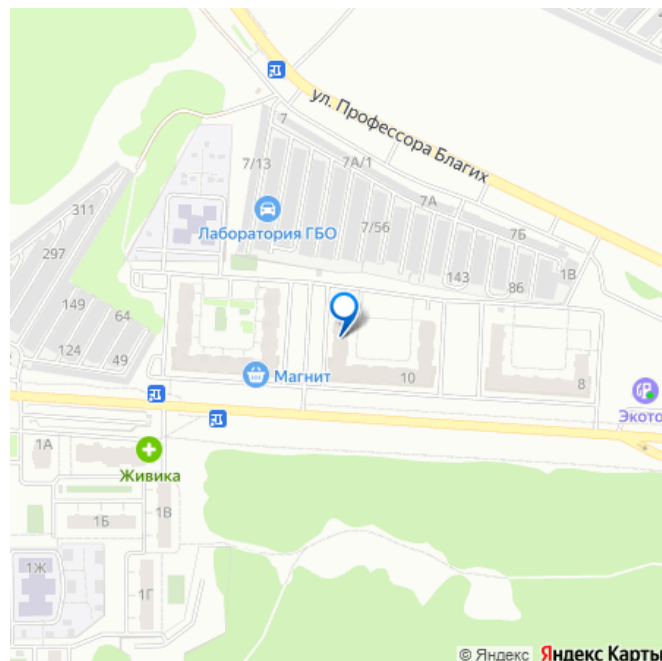 ул. Профессора Благих
7
7/13
7А/1
7А
7/56
7Б
1В
311
Лаборатория ГБО
297
143
86
149
64
124
49
Магнит
10
8
Экото
1А
Живика
1Б
1В
1Ж
1Г
© Яндекс Яндекс Карты